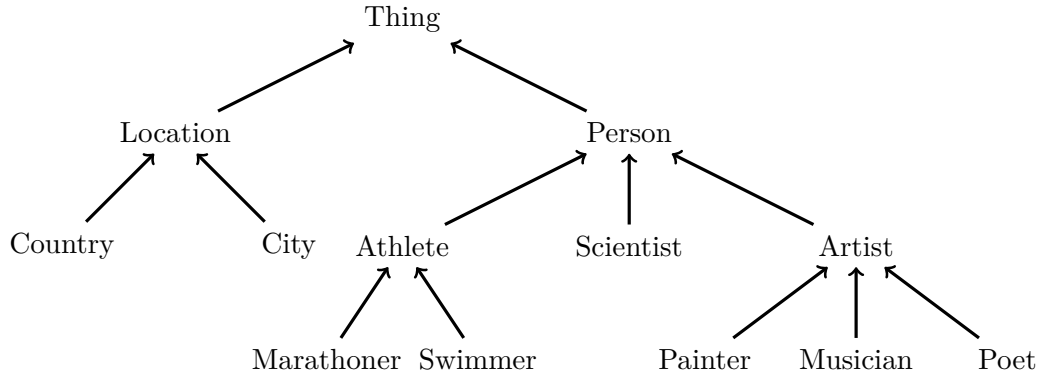 Thing
Location Person
Country City Athlete Scientist Artist
Marathoner Swimmer Painter Musician Poet